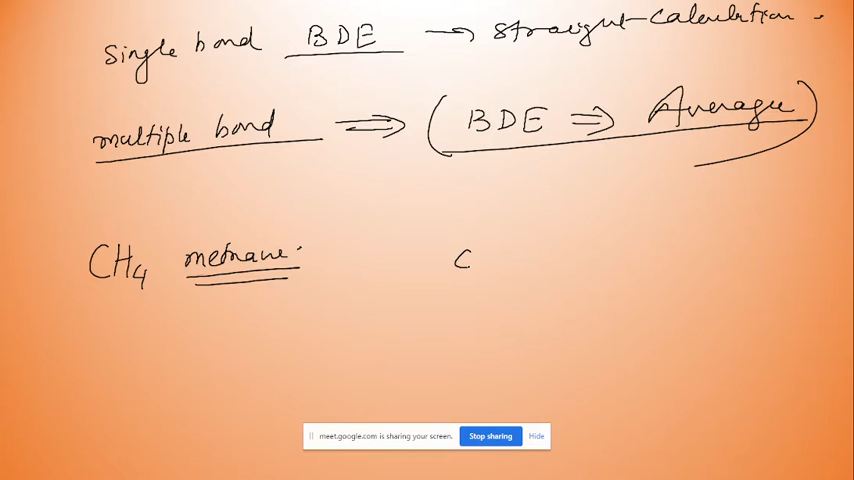 Single bond BDE → straight-calculation.
multiple bond ⇒ (BDE ⇒ Average)
CH4 methane. C
meet.google.com is sharing your screen. Stop sharing Hide